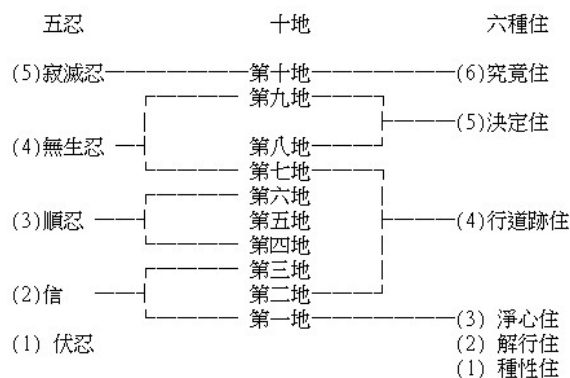 五忍 十地 六種住
(5)寂滅忍 第十地 (6)究竟住
第九地
(5)決定住
(4)無生忍 第八地
第七地
第六地
(3)順忍 第五地 (4)行道跡住
第四地
第三地
(2)信 第二地
第一地 (3) 淨心住
(1) 伏忍 (2) 解行住
(1) 種性住